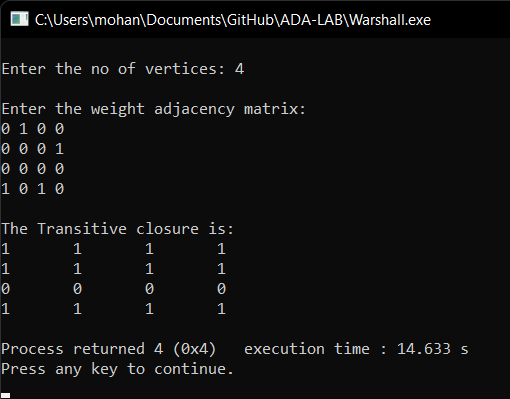 C:\Users\mohan\Documents\GitHub\ADA-LAB\Warshall.exe
Enter the no of vertices: 4
Enter the weight adjacency matrix:
0 1 0 0
0 0 0 1
0 0 0 0
1 0 1 0
The Transitive closure is:
1 1 1 1
1 1 1 1
0 0 0 0
1 1 1 1
Process returned 4 (0x4) execution time : 14.633 s
Press any key to continue.